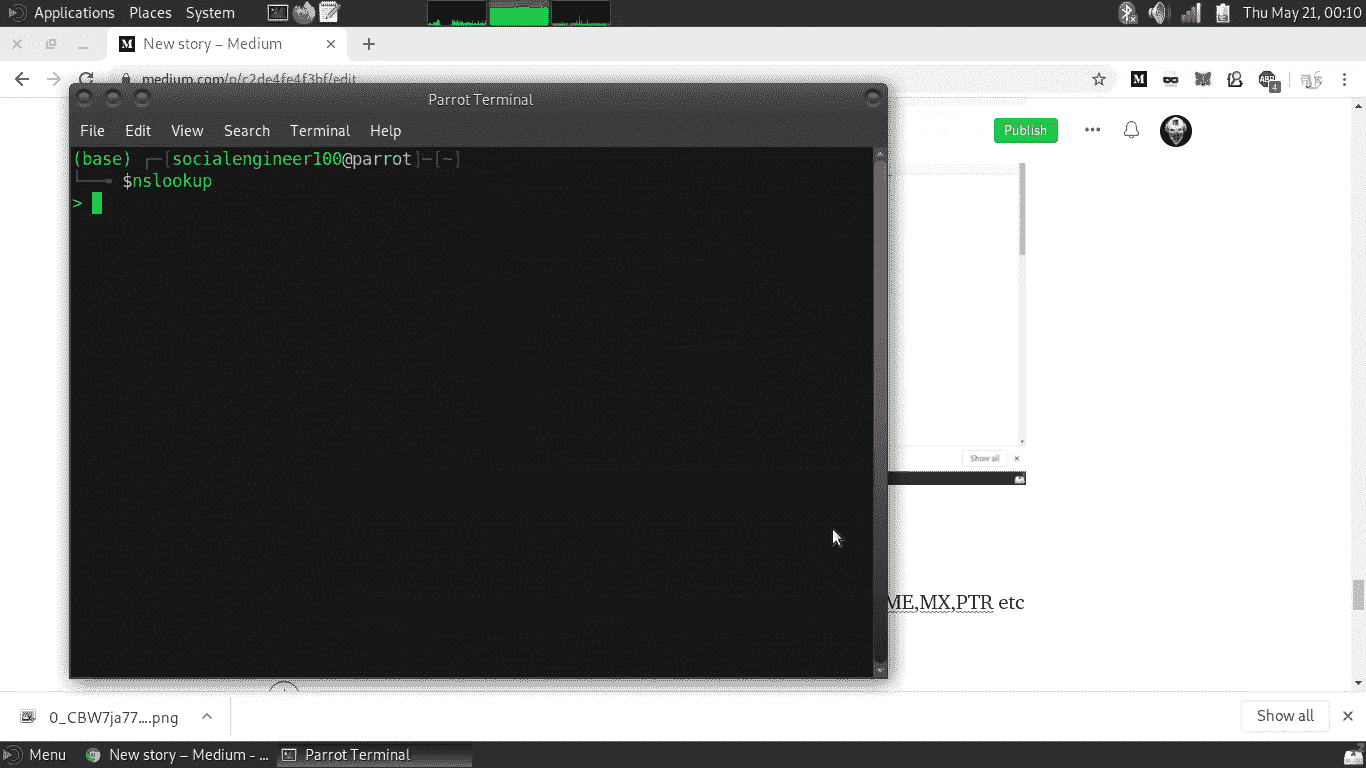 Applications Places System Thu May 21, 00:10
New story – Medium
medium.com/p/c2de4fe4f3bf/edit
4
Parrot Terminal
File Edit View Search Terminal Help
Publish
(base) ┌─[socialengineer100@parrot]─[~]
└──╼ $nslookup
>
Show all
ME,MX,PTR etc
0_CBW7ja77....png
Show all
Menu New story – Medium - ... Parrot Terminal